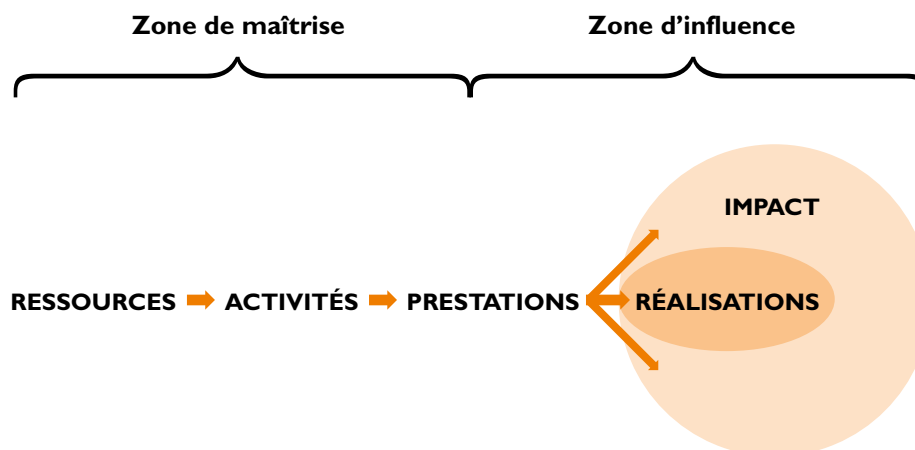 Zone de maîtrise
Zone d’influence
IMPACT
RESSOURCES
ACTIVITÉS
PRESTATIONS
RÉALISATIONS